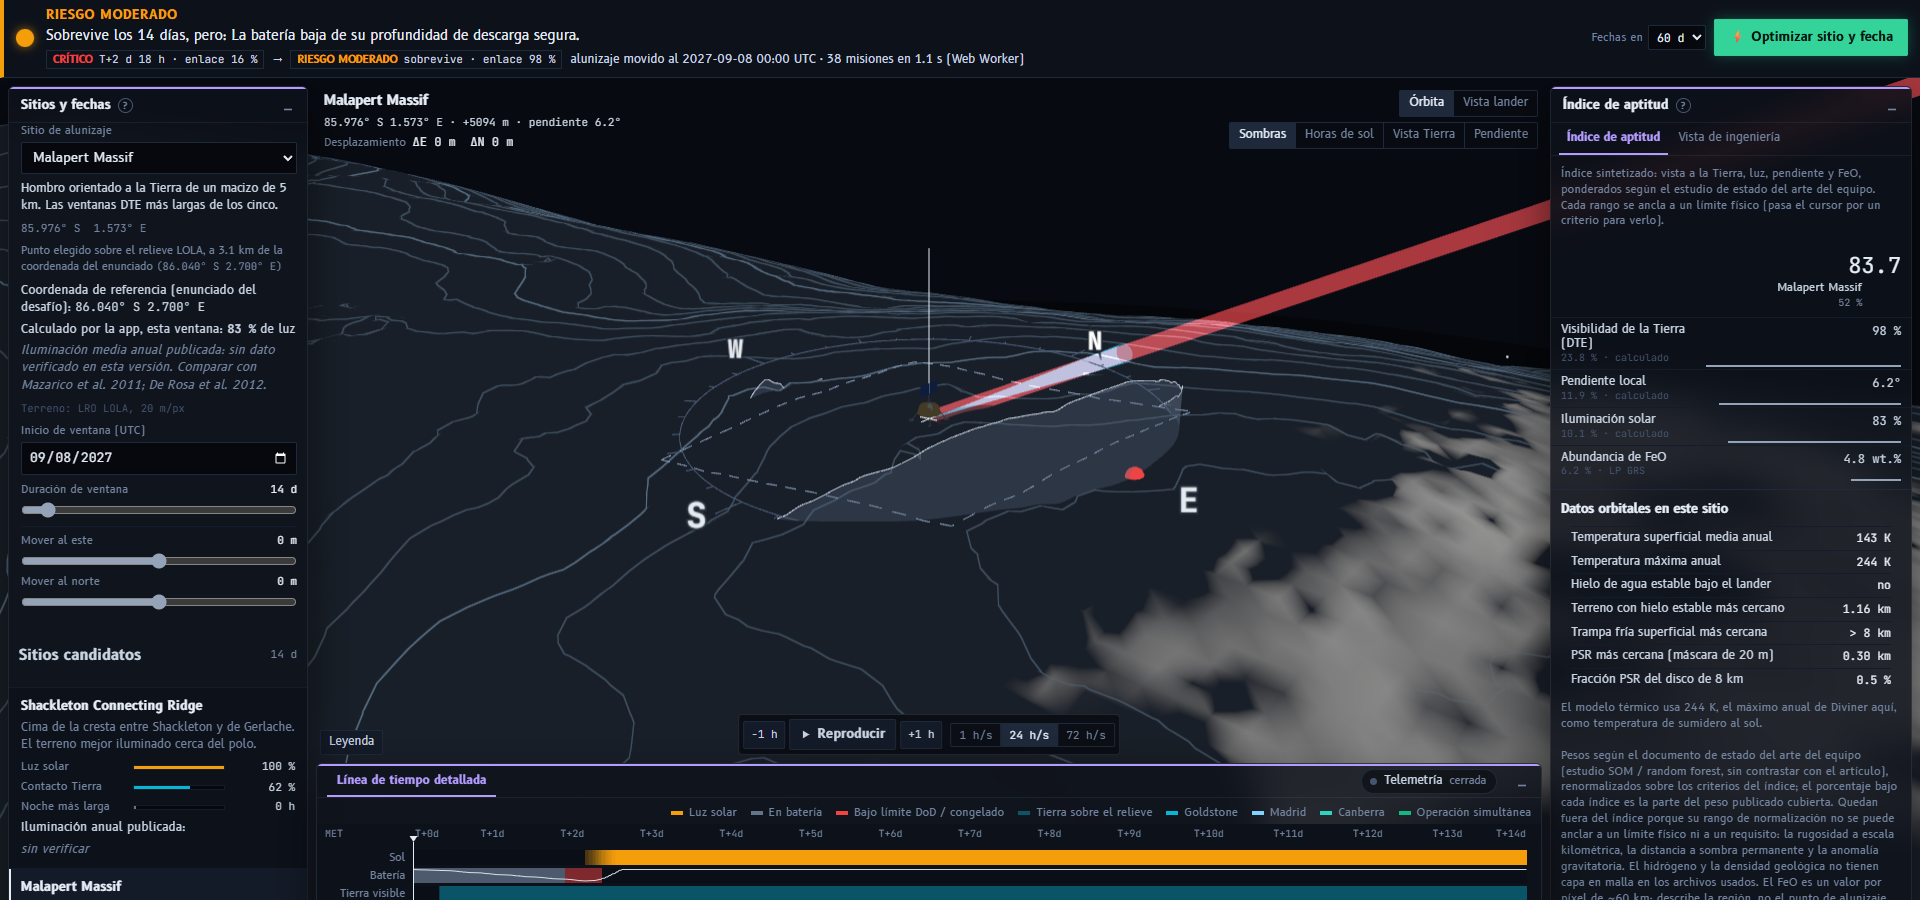 RIESGO MODERADO
Sobrevive los 14 días, pero: La batería baja de su profundidad de descarga segura.
CRÍTICO T+2 d 18 h · enlace 16 % → RIESGO MODERADO sobrevive · enlace 98 % alunizaje movido al 2027-09-08 00:00 UTC · 38 misiones en 1.1 s (Web Worker)
Fechas en 60 d
⚡ Optimizar sitio y fecha
Sitios y fechas ?
Sitio de alunizaje
Malapert Massif
Hombro orientado a la Tierra de un macizo de 5
km. Las ventanas DTE más largas de los cinco.
85.976° S 1.573° E
Punto elegido sobre el relieve LOLA, a 3.1 km de la
coordenada del enunciado (86.040° S 2.700° E)
Coordenada de referencia (enunciado del
desafío): 86.040° S 2.700° E
Calculado por la app, esta ventana: 83 % de luz
Iluminación media anual publicada: sin dato
verificado en esta versión. Comparar con
Mazarico et al. 2011; De Rosa et al. 2012.
Terreno: LRO LOLA, 20 m/px
Inicio de ventana (UTC)
09/08/2027
Duración de ventana 14 d
Mover al este 0 m
Mover al norte 0 m
Sitios candidatos 14 d
Shackleton Connecting Ridge
Cima de la cresta entre Shackleton y de Gerlache.
El terreno mejor iluminado cerca del polo.
Luz solar 100 %
Contacto Tierra 62 %
Noche más larga 0 h
Iluminación anual publicada:
sin verificar
Malapert Massif
Malapert Massif
85.976° S 1.573° E · +5094 m · pendiente 6.2°
Desplazamiento ΔE 0 m ΔN 0 m
Órbita Vista lander
Sombras Horas de sol Vista Tierra Pendiente
W
N
S
E
Leyenda
-1 h ▶ Reproducir +1 h 1 h/s 24 h/s 72 h/s
Línea de tiempo detallada
Telemetría cerrada
Luz solar En batería Bajo límite DoD / congelado Tierra sobre el relieve Goldstone Madrid Canberra Operación simultánea
MET T+0d T+1d T+2d T+3d T+4d T+5d T+6d T+7d T+8d T+9d T+10d T+11d T+12d T+13d T+14d
Sol
Batería
Tierra visible
Índice de aptitud ?
Índice de aptitud Vista de ingeniería
Índice sintetizado: vista a la Tierra, luz, pendiente y FeO,
ponderados según el estudio de estado del arte del equipo.
Cada rango se ancla a un límite físico (pasa el cursor por un
criterio para verlo).
83.7
Malapert Massif
52 %
Visibilidad de la Tierra 98 %
(DTE)
23.8 % · calculado
Pendiente local 6.2°
11.9 % · calculado
Iluminación solar 83 %
10.1 % · calculado
Abundancia de FeO 4.8 wt.%
6.2 % · LP GRS
Datos orbitales en este sitio
Temperatura superficial media anual 143 K
Temperatura máxima anual 244 K
Hielo de agua estable bajo el lander no
Terreno con hielo estable más cercano 1.16 km
Trampa fría superficial más cercana > 8 km
PSR más cercana (máscara de 20 m) 0.30 km
Fracción PSR del disco de 8 km 0.5 %
El modelo térmico usa 244 K, el máximo anual de Diviner aquí,
como temperatura de sumidero al sol.
Pesos según el documento de estado del arte del equipo
(estudio SOM / random forest, sin contrastar con el artículo),
renormalizados sobre los criterios del índice; el porcentaje bajo
cada índice es la parte del peso publicado cubierta. Quedan
fuera del índice porque su rango de normalización no se puede
anclar a un límite físico ni a un requisito: la rugosidad a escala
kilométrica, la distancia a sombra permanente y la anomalía
gravitatoria. El hidrógeno y la densidad geológica no tienen
capa en malla en los archivos usados. El FeO es un valor por
píxel de ~60 km: describe la región, no el punto de alunizaje.